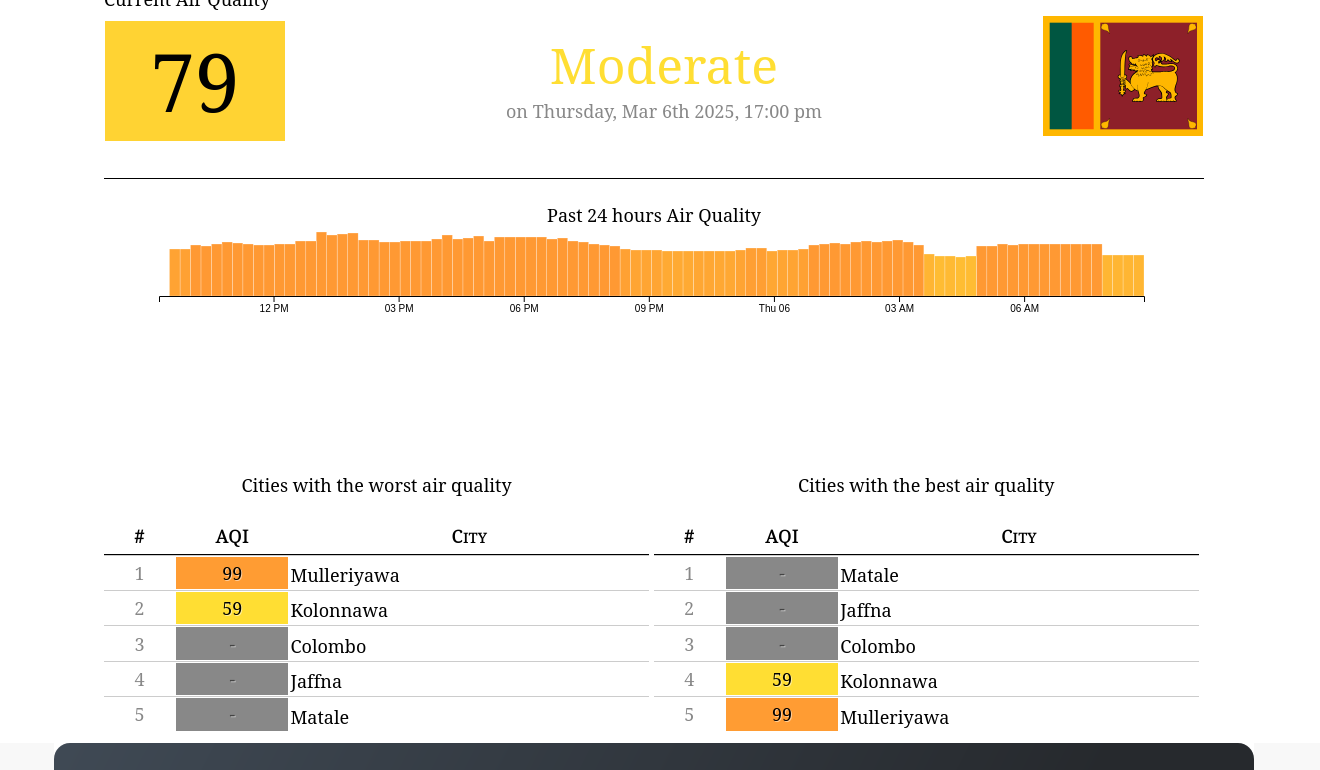 Current Air Quality
79
Moderate
on Thursday, Mar 6th 2025, 17:00 pm
Past 24 hours Air Quality
12 PM 03 PM 06 PM 09 PM Thu 06 03 AM 06 AM
Cities with the worst air quality
# AQI City
1 99 Mulleriyawa
2 59 Kolonnawa
3 - Colombo
4 - Jaffna
5 - Matale
Cities with the best air quality
# AQI City
1 - Matale
2 - Jaffna
3 - Colombo
4 59 Kolonnawa
5 99 Mulleriyawa